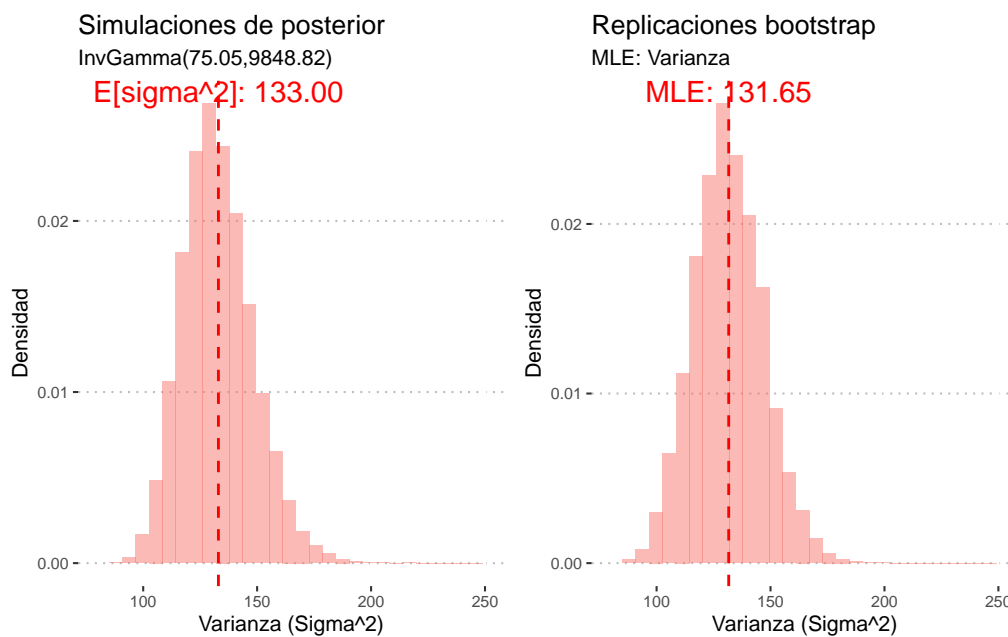 Simulaciones de posterior
InvGamma(75.05,9848.82)
E[sigma^2]: 133.00
0.02
0.01
0.00
Densidad
100
150
200
250
Varianza (Sigma^2)
Replicaciones bootstrap
MLE: Varianza
MLE: 131.65
0.02
0.01
0.00
Densidad
100
150
200
250
Varianza (Sigma^2)